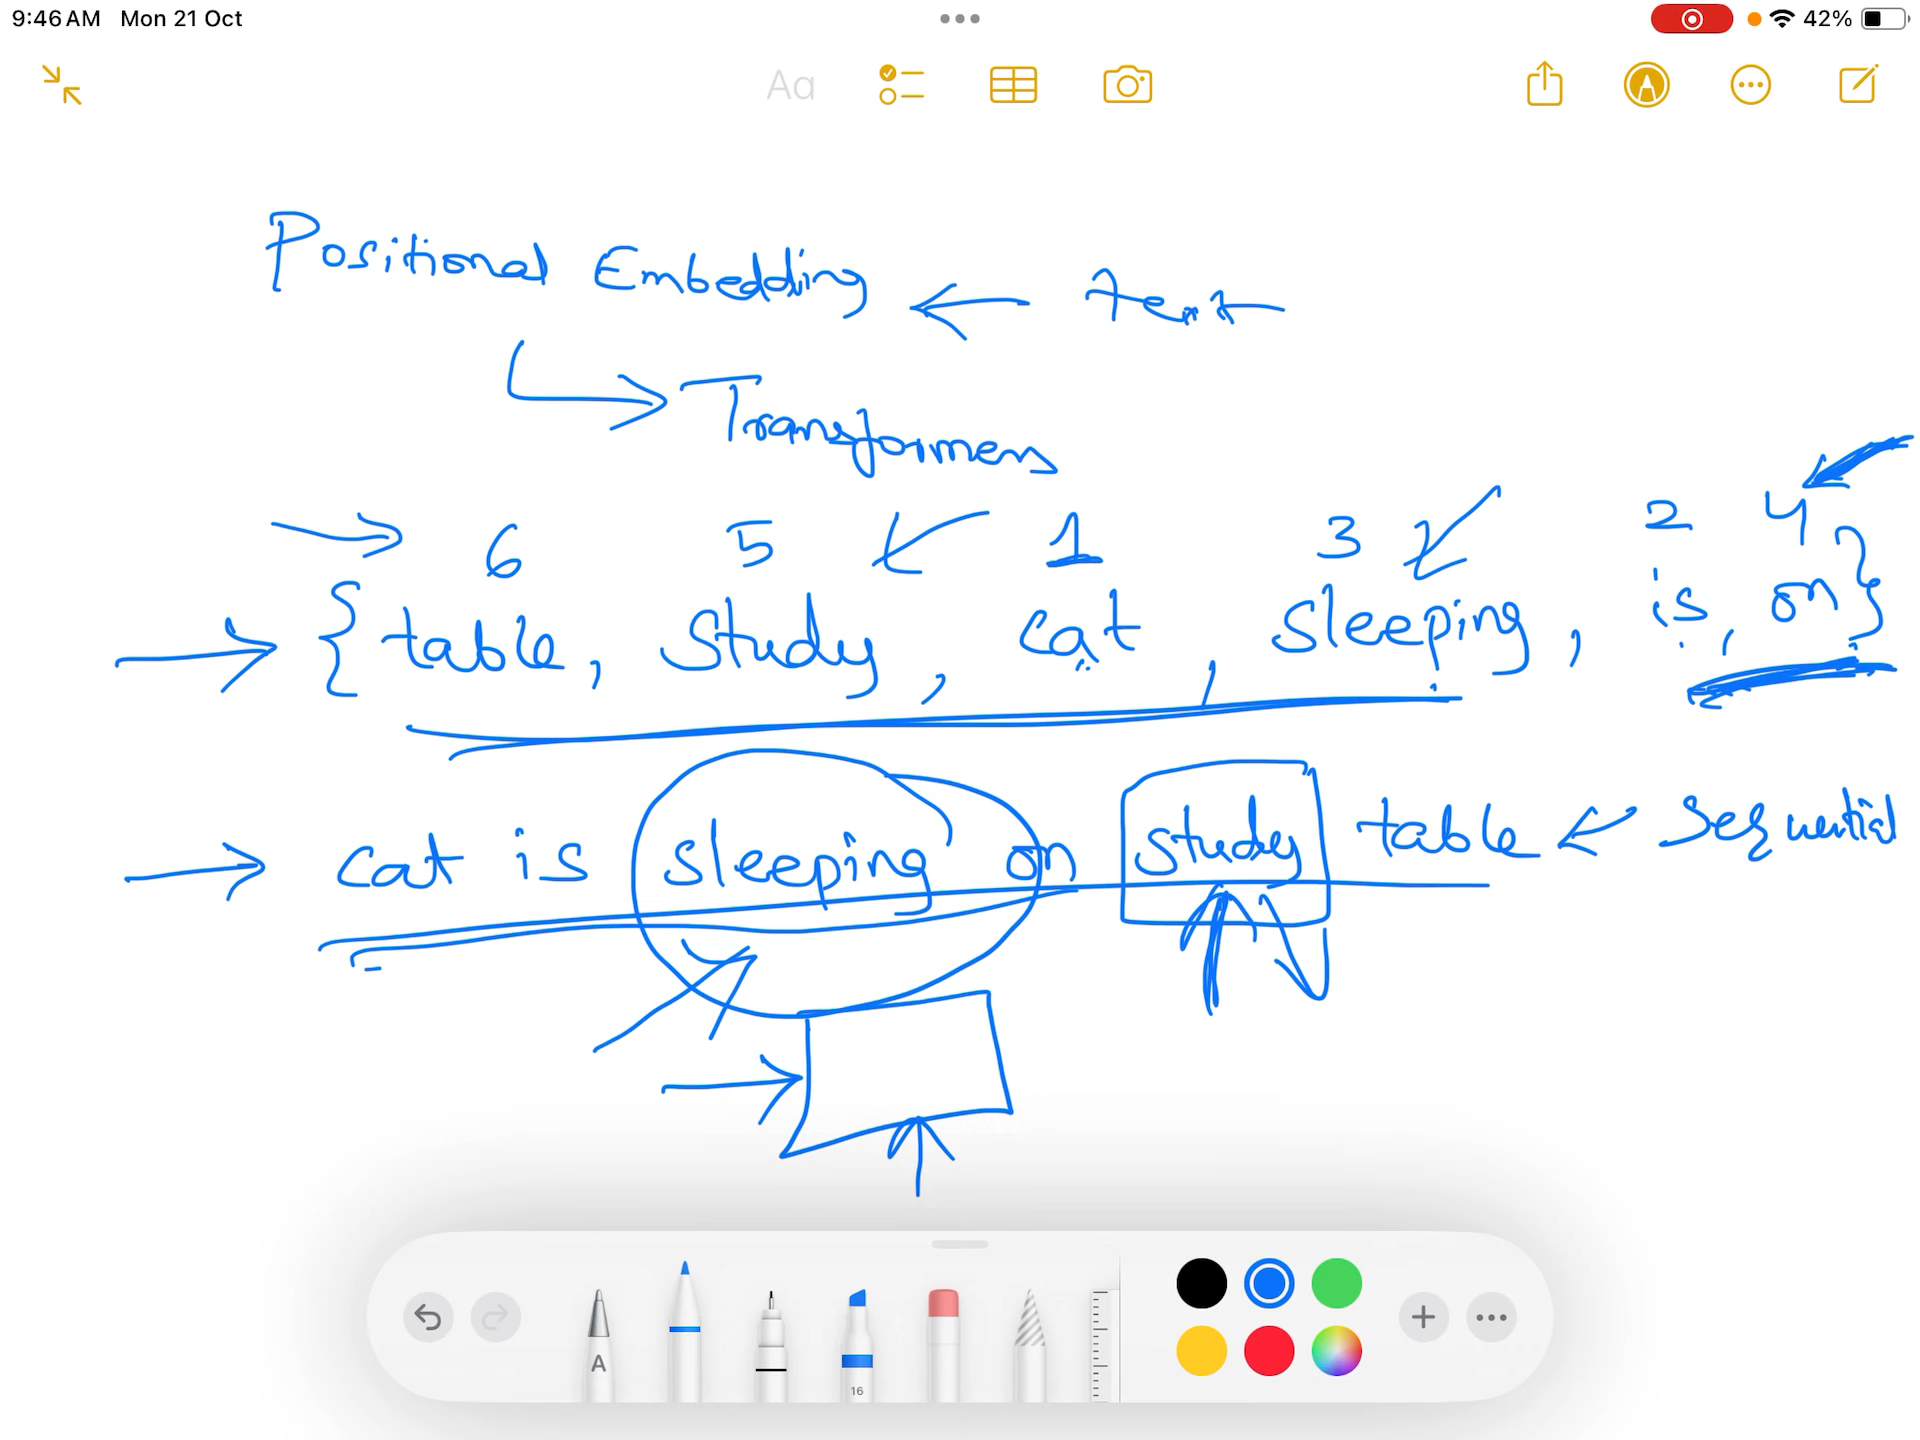 9:46 AM Mon 21 Oct 42%
Aa
Positional Embedding ← text
Transformers
6 5 1 3 2 4
{ table, study, cat, sleeping, is, on }
cat is sleeping on study table ← sequential
A 16